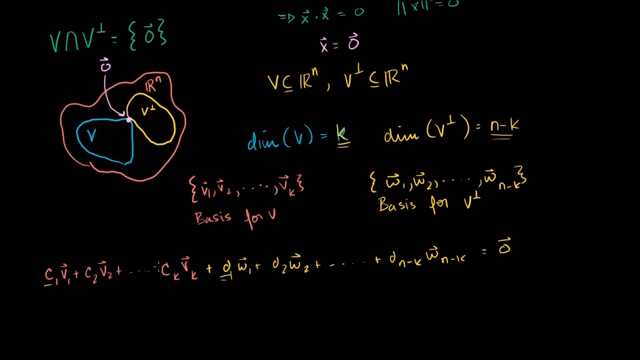 ⇒ x⃗ · x⃗ = 0 ||x⃗|| = 0
V ∩ V⊥ = { 0⃗ }
x⃗ = 0⃗
0⃗
ℝⁿ
V
V⊥
V ⊆ ℝⁿ , V⊥ ⊆ ℝⁿ
dim (V) = k dim (V⊥) = n-k
{ v⃗₁, v⃗₂, ...., v⃗ₖ } { w⃗₁, w⃗₂, ....., w⃗ₙ₋ₖ }
Basis for V Basis for V⊥
c₁v⃗₁ + c₂v⃗₂ + ..... cₖv⃗ₖ + d₁w⃗₁ + d₂w⃗₂ + ..... + dₙ₋ₖ w⃗ₙ₋ₖ = 0⃗